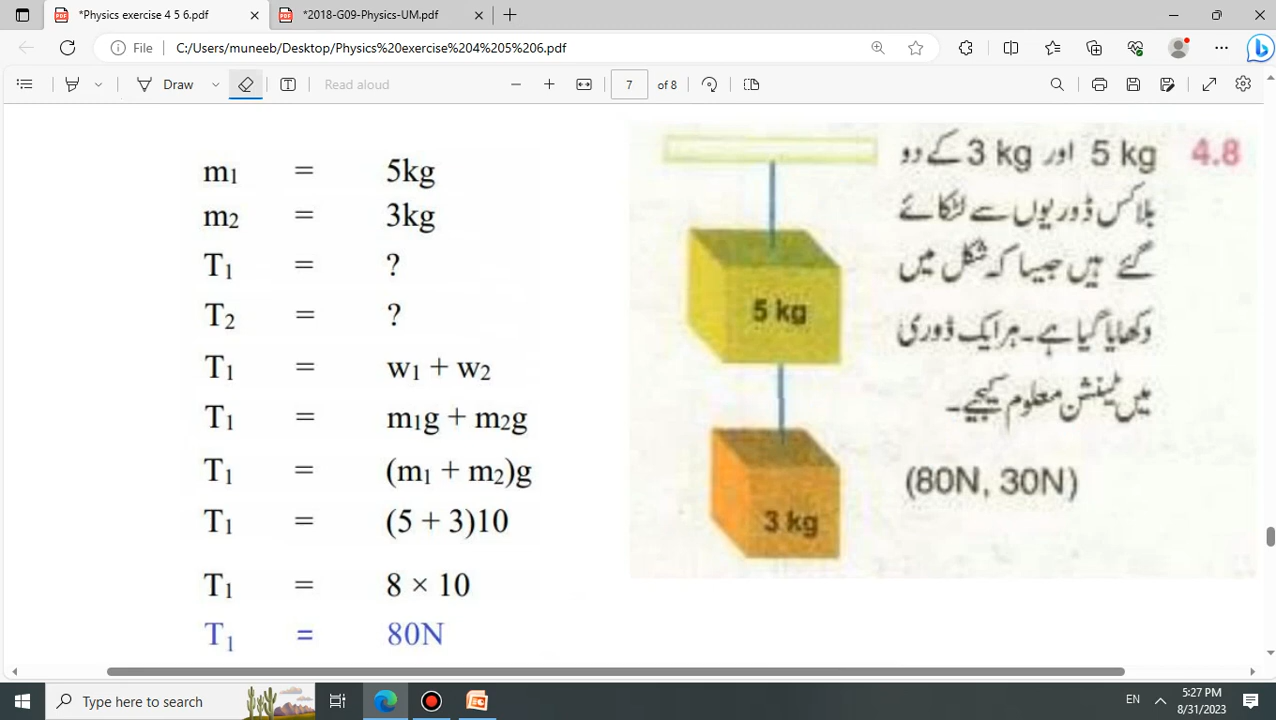 *Physics exercise 4 5 6.pdf
*2018-G09-Physics-UM.pdf
File C:/Users/muneeb/Desktop/Physics%20exercise%204%205%206.pdf
Draw
Read aloud
7 of 8
m1 = 5kg
m2 = 3kg
T1 = ?
T2 = ?
T1 = w1 + w2
T1 = m1g + m2g
T1 = (m1 + m2)g
T1 = (5 + 3)10
T1 = 8 × 10
T1 = 80N
5 kg
3 kg
4.8 5 kg اور 3 kg کے دو
بلاکس ڈوریوں سے لٹکائے
گئے ہیں جیسا کہ شکل میں
دکھایا گیا ہے۔ ہر ایک ڈوری
میں ٹینشن معلوم کیجیے۔
(80N, 30N)
Type here to search
EN
5:27 PM
8/31/2023